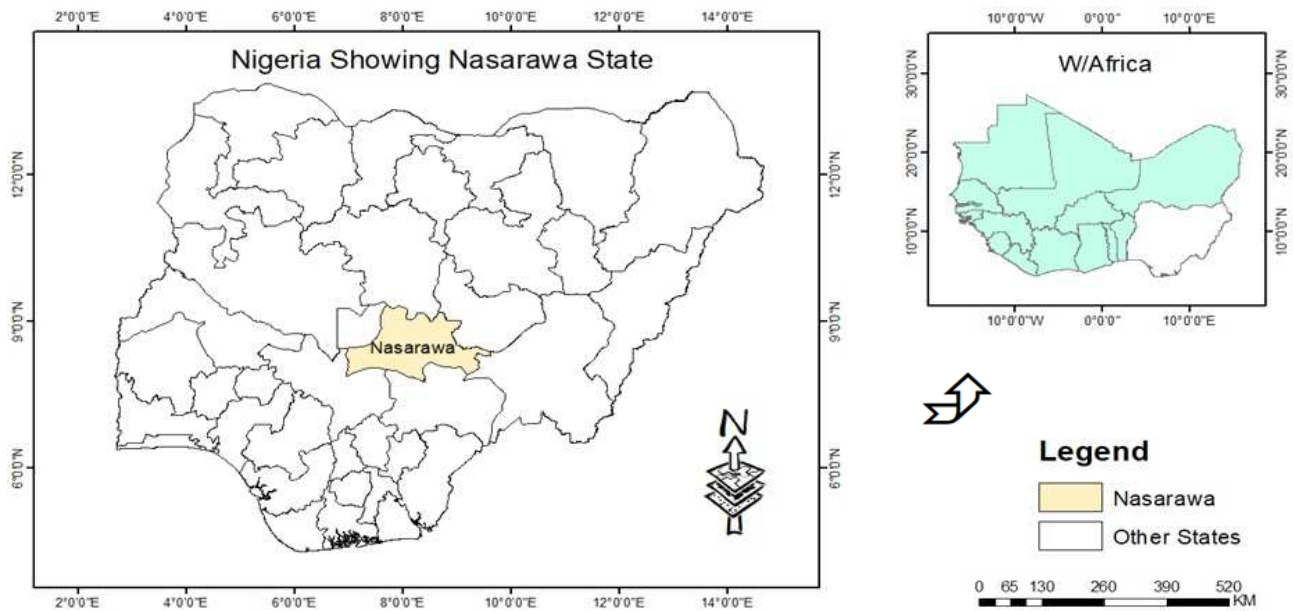 2°0'0"E 4°0'0"E 6°0'0"E 8°0'0"E 10°0'0"E 12°0'0"E 14°0'0"E
Nigeria Showing Nasarawa State
12°0'0"N 12°0'0"N
9°0'0"N 9°0'0"N
Nasarawa
6°0'0"N 6°0'0"N
N
2°0'0"E 4°0'0"E 6°0'0"E 8°0'0"E 10°0'0"E 12°0'0"E 14°0'0"E
10°0'0"W 0°0'0" 10°0'0"E
W/Africa
30°0'0"N 30°0'0"N
20°0'0"N 20°0'0"N
10°0'0"N 10°0'0"N
10°0'0"W 0°0'0" 10°0'0"E
Legend
Nasarawa
Other States
0 65 130 260 390 520
KM